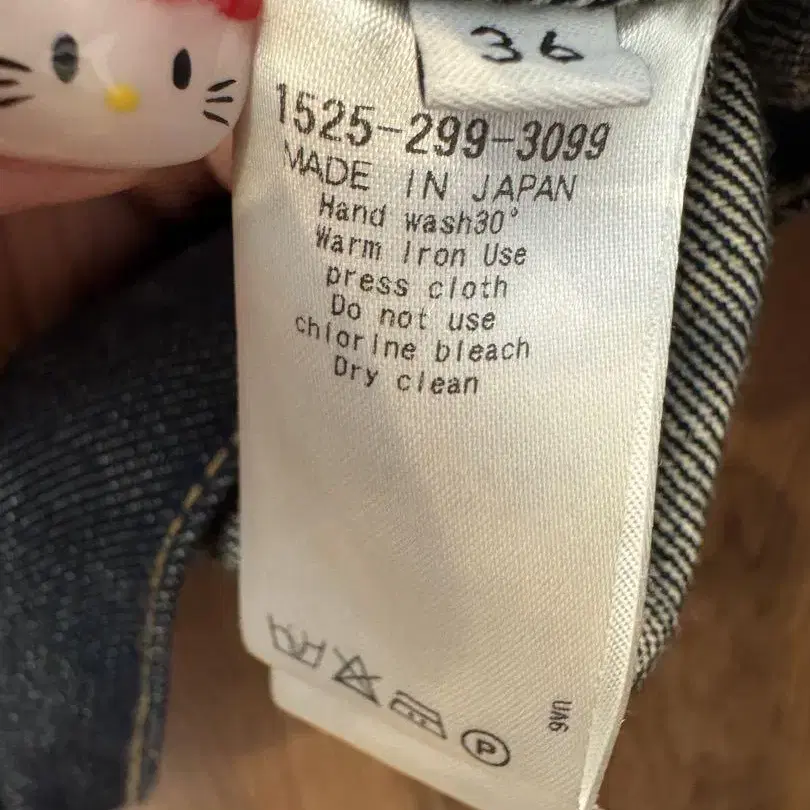 36
1525-299-3099
MADE IN JAPAN
Hand wash30°
Warm Iron Use
press cloth
Do not use
chlorine bleach
Dry clean
P